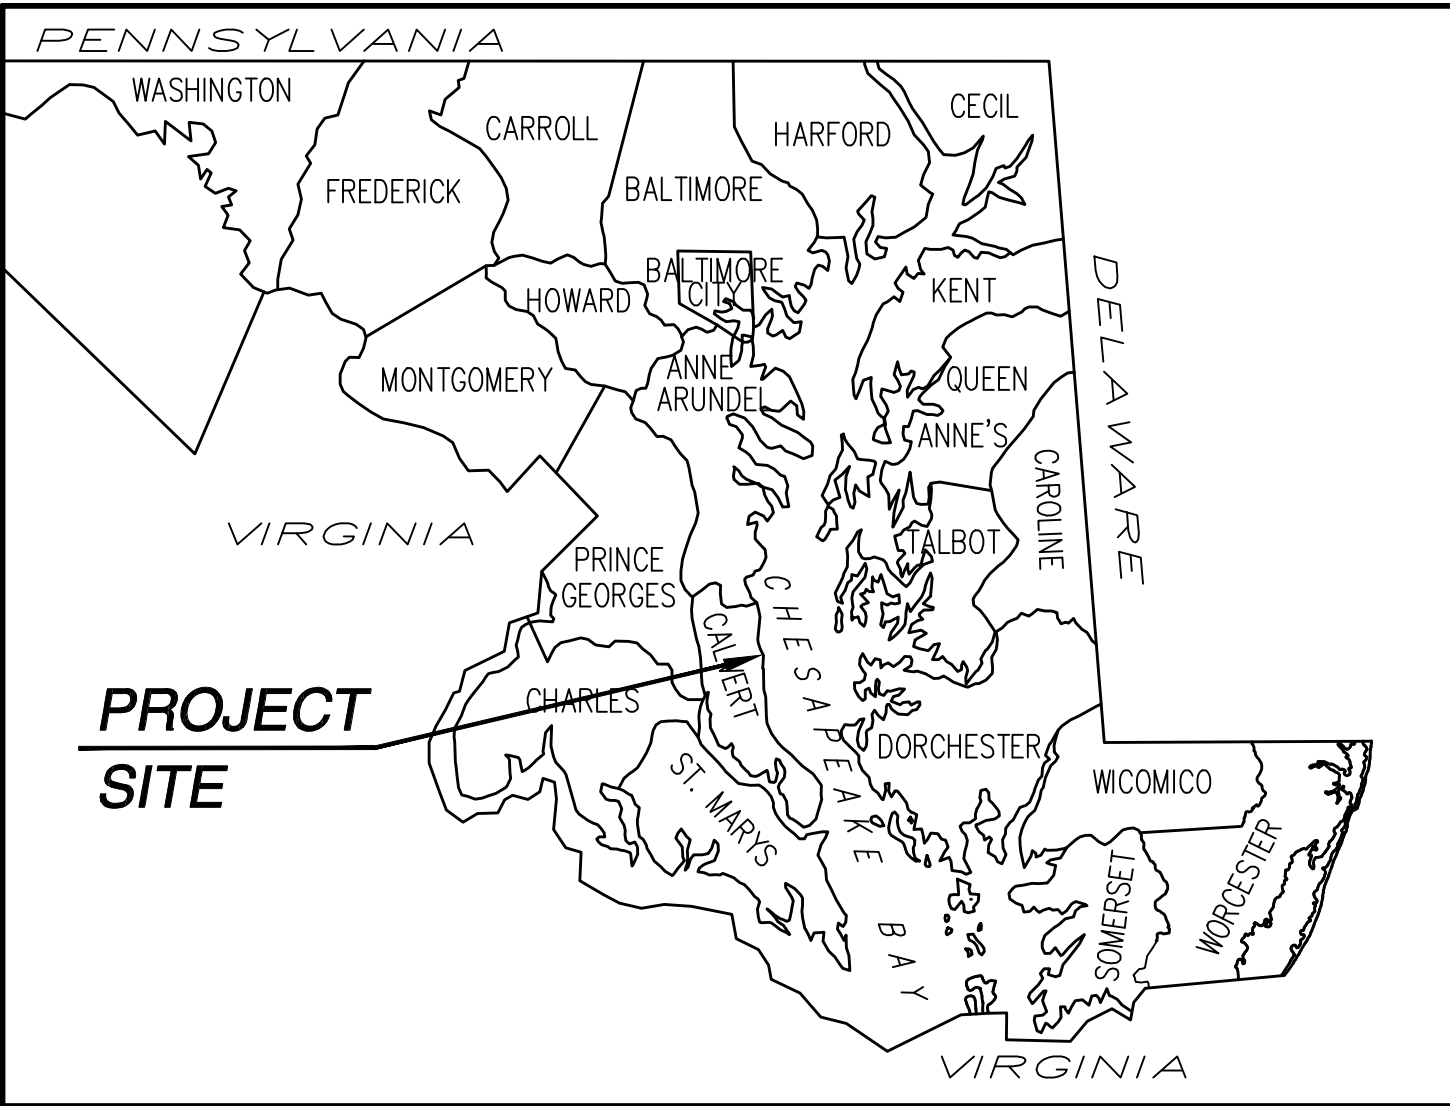 PENNSYLVANIA
WASHINGTON
CECIL
CARROLL
HARFORD
FREDERICK
BALTIMORE
BALTIMORE
CITY
HOWARD
KENT
DELAWARE
MONTGOMERY
ANNE
ARUNDEL
QUEEN
ANNE'S
CAROLINE
VIRGINIA
TALBOT
PRINCE
GEORGES
CALVERT
CHESAPEAKE
BAY
CHARLES
PROJECT
SITE
DORCHESTER
ST. MARYS
WICOMICO
WORCESTER
SOMERSET
VIRGINIA